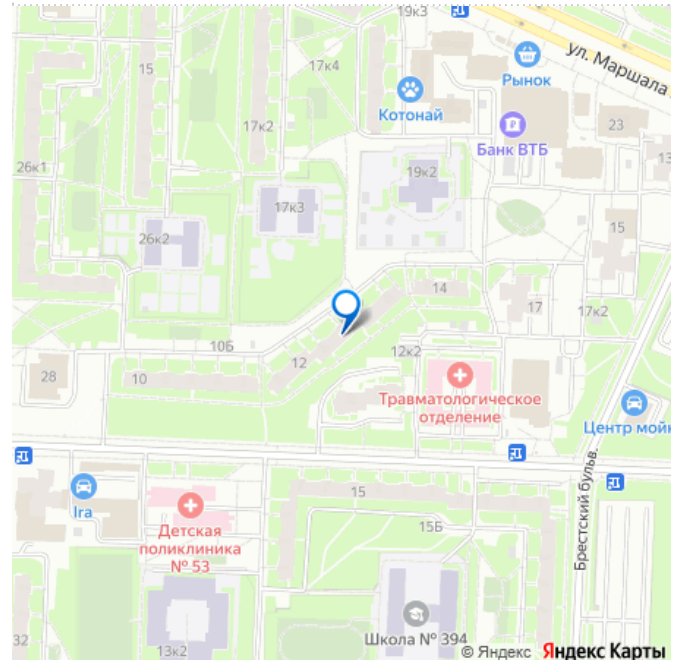 19к3
15
17к4
ул. Маршала
Рынок
Котонай
17к2
Банк ВТБ
23
13
26к1
19к2
17к3
15
26к2
14
17
17к2
10Б
12
12к2
28
10
Травматологическое
отделение
Центр мойк
15
Брестский бульв.
Ira
Детская
поликлиника
№ 53
15Б
32
13к2
Школа № 394
© Яндекс Яндекс Карты